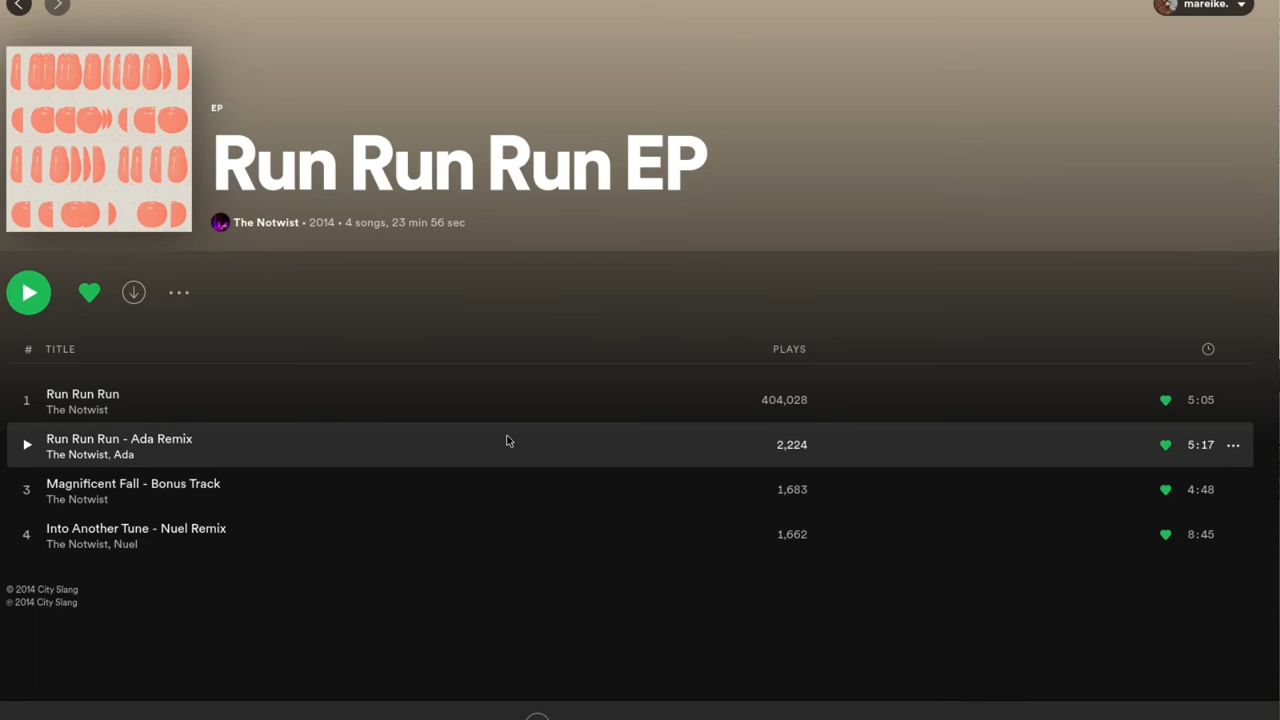 mareike.
EP
Run Run Run EP
The Notwist • 2014 • 4 songs, 23 min 56 sec
# TITLE PLAYS
1 Run Run Run 404,028 5:05
The Notwist
Run Run Run - Ada Remix 2,224 5:17
The Notwist, Ada
3 Magnificent Fall - Bonus Track 1,683 4:48
The Notwist
4 Into Another Tune - Nuel Remix 1,662 8:45
The Notwist, Nuel
© 2014 City Slang
℗ 2014 City Slang